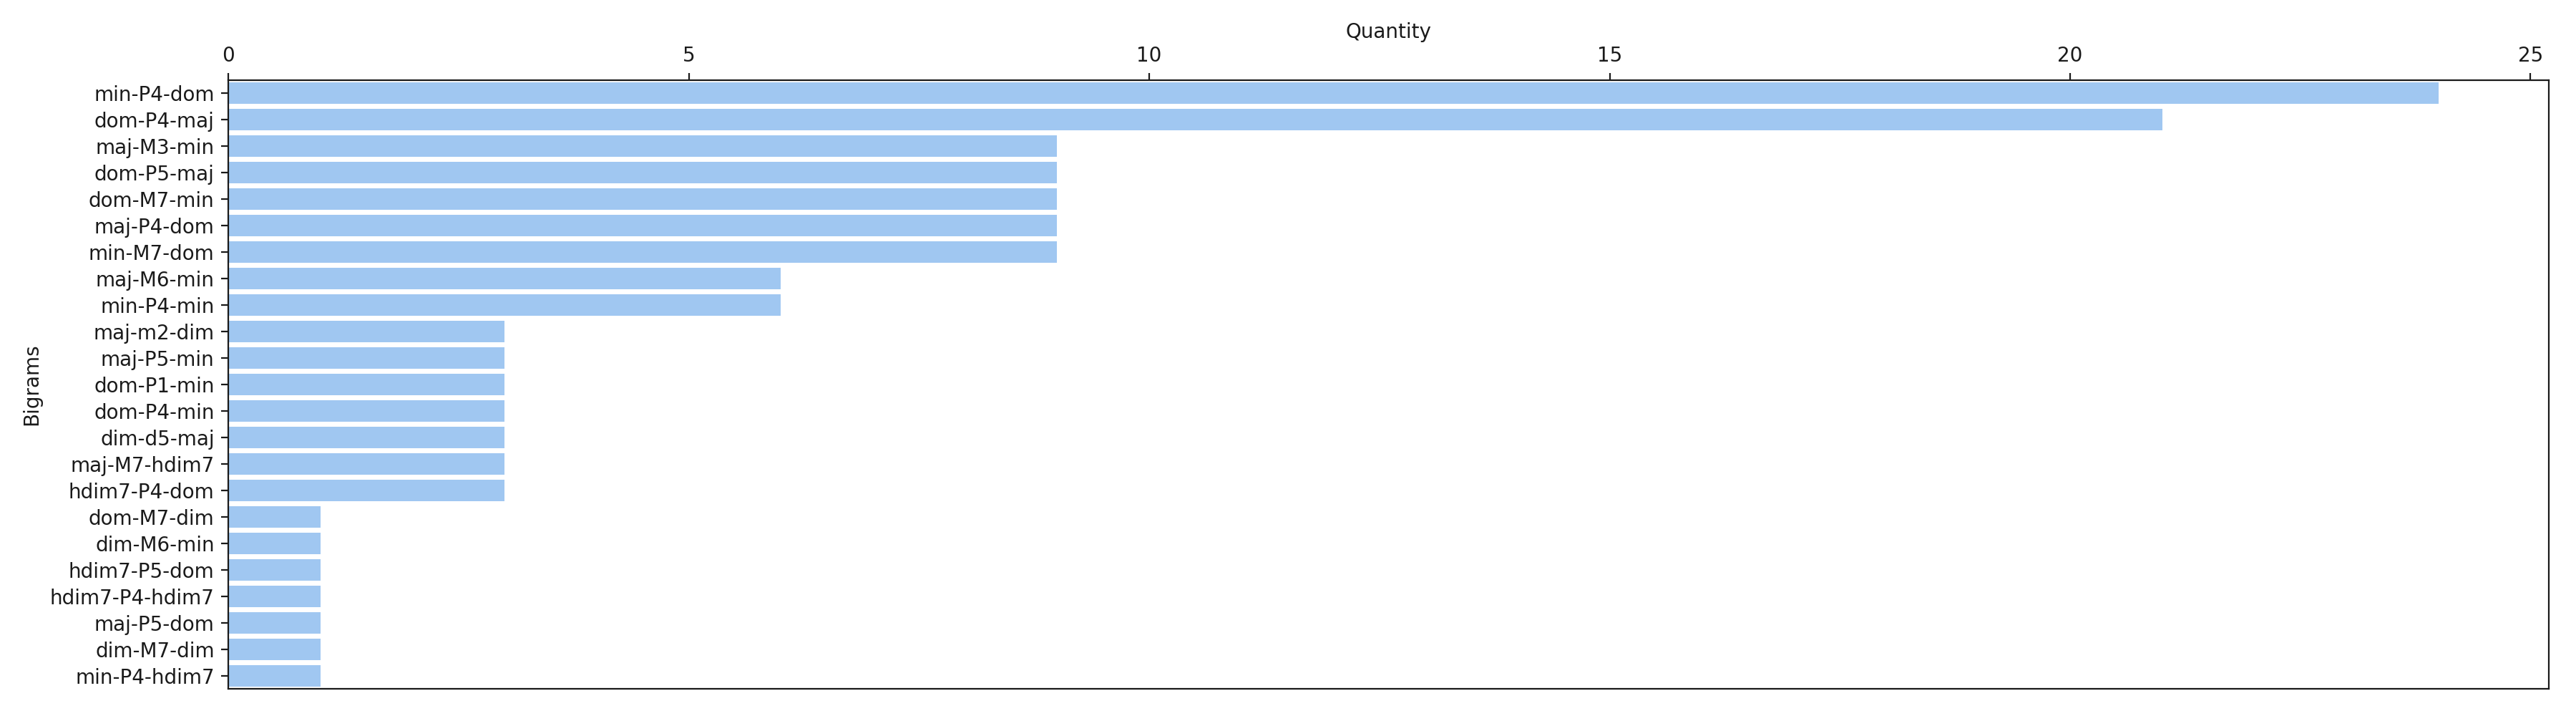 Quantity
0 5 10 15 20 25
min-P4-dom
dom-P4-maj
maj-M3-min
dom-P5-maj
dom-M7-min
maj-P4-dom
min-M7-dom
maj-M6-min
min-P4-min
maj-m2-dim
maj-P5-min
dom-P1-min
dom-P4-min
dim-d5-maj
maj-M7-hdim7
hdim7-P4-dom
dom-M7-dim
dim-M6-min
hdim7-P5-dom
hdim7-P4-hdim7
maj-P5-dom
dim-M7-dim
min-P4-hdim7
Bigrams